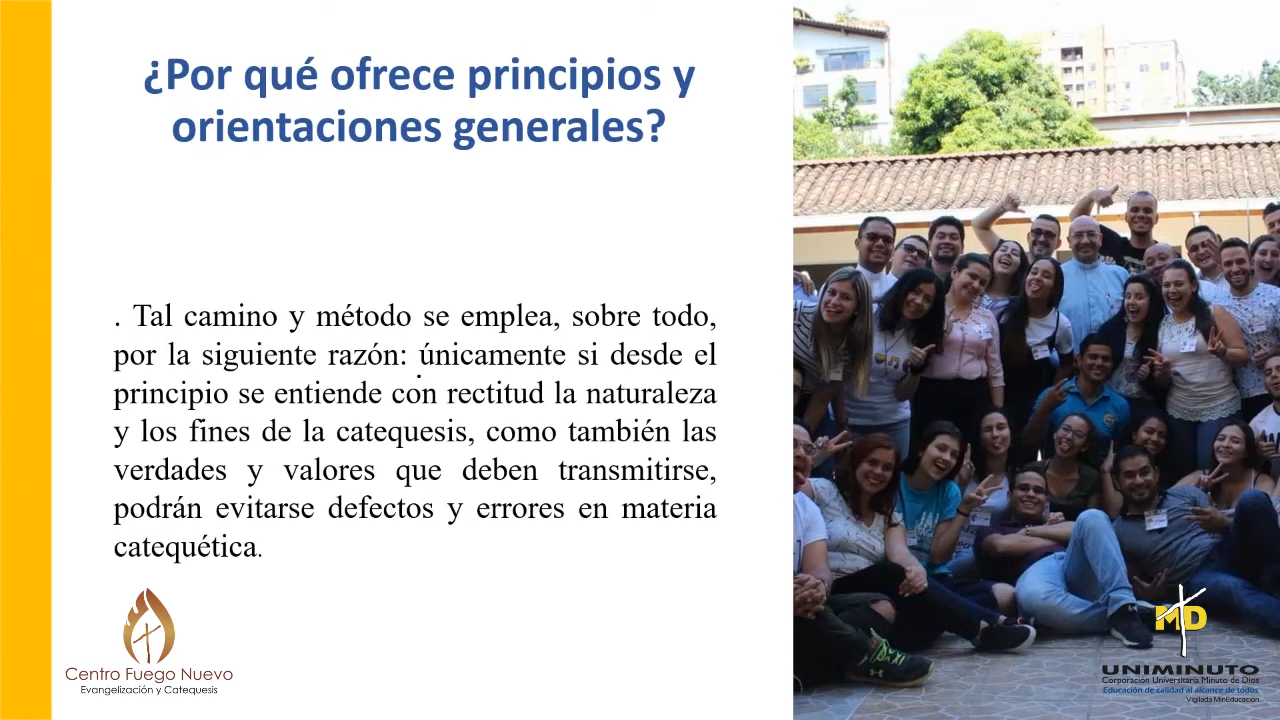 ¿Por qué ofrece principios y
orientaciones generales?
. Tal camino y método se emplea, sobre todo,
por la siguiente razón: únicamente si desde el
principio se entiende con rectitud la naturaleza
y los fines de la catequesis, como también las
verdades y valores que deben transmitirse,
podrán evitarse defectos y errores en materia
catequética.
Centro Fuego Nuevo
Evangelización y Catequesis
MD
UNIMINUTO
Corporación Universitaria Minuto de Dios
Educación de calidad al alcance de todos
Vigilada MinEducación